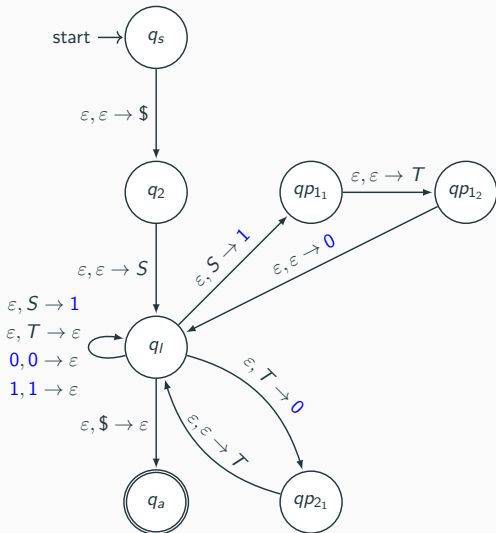 start
q_s
ε, ε → $
q_2
qp_{1_1}
ε, ε → T
qp_{1_2}
ε, ε → S
ε, S → 1
ε, ε → 0
ε, S → 1
ε, T → ε
0, 0 → ε
1, 1 → ε
q_l
ε, T → 0
ε, $ → ε
ε, ε → T
q_a
qp_{2_1}